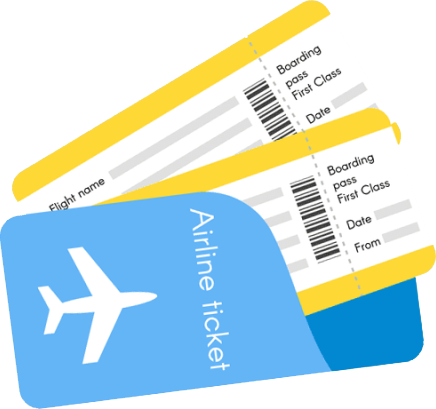 Boarding
pass
First Class
Date
Flight name
Boarding
pass
First Class
Date
From
Airline ticket